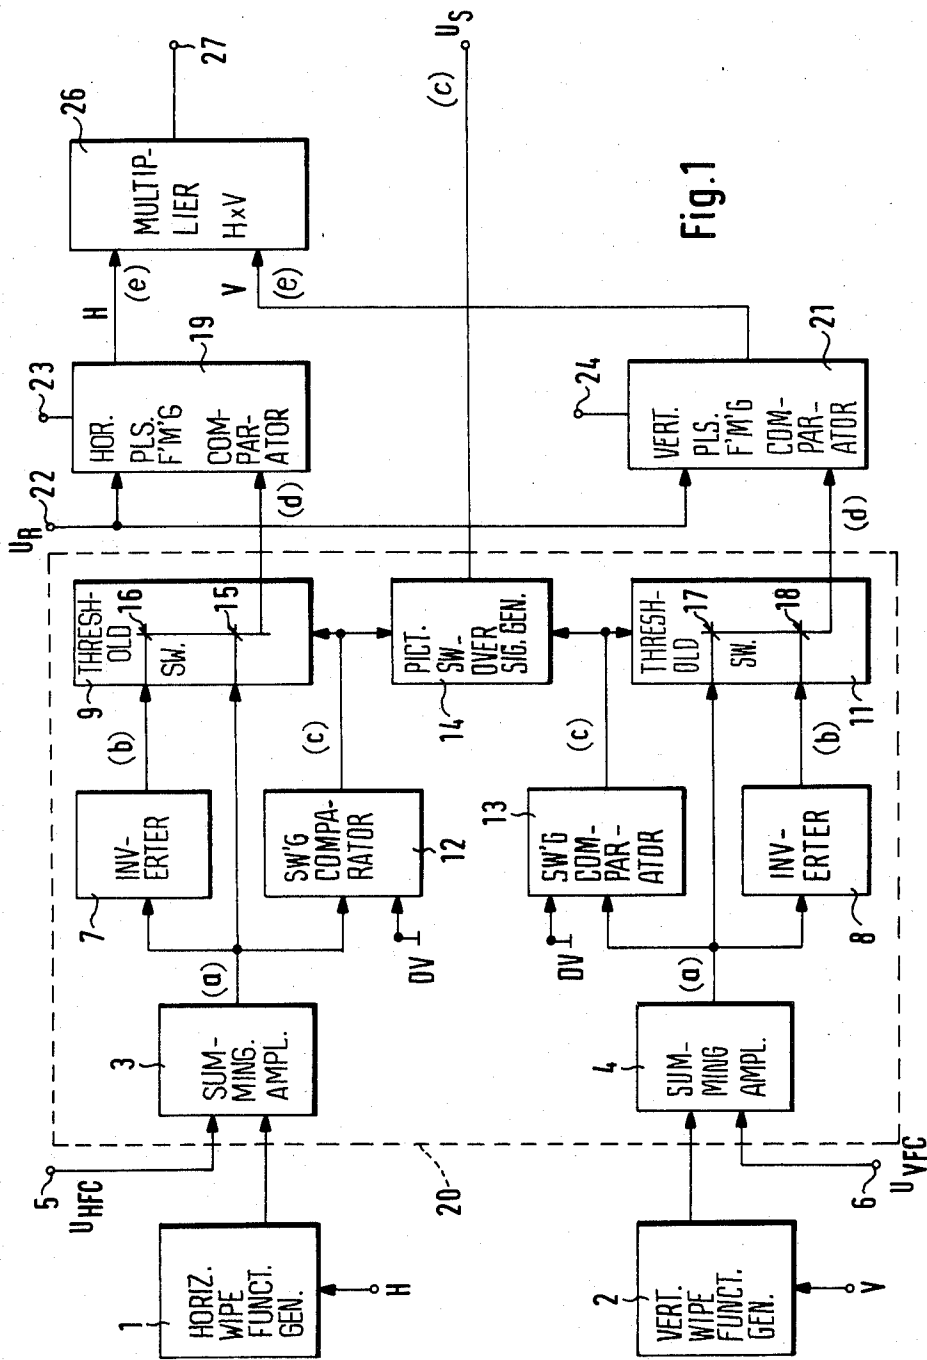 1
HORIZ.
WIPE
FUNCT.
GEN.
H
2
VERT.
WIPE
FUNCT.
GEN.
V
5
U_HFC
20
6
U_VFC
3
SUM-
MING.
AMPL.
(a)
4
SUM-
MING
AMPL.
(a)
7
INV-
ERTER
(b)
SW'G
COMPA-
RATOR
12
0V
(c)
13
SW'G
COM-
PAR-
ATOR
0V
(c)
INV-
ERTER
8
(b)
9
THRESH-
OLD
SW.
16
15
PICT.
SW-
OVER
SIG. GEN.
14
THRESH-
OLD
SW.
17
18
11
U_R
22
23
HOR.
PLS.
F'M'G
COM-
PAR-
ATOR
19
(d)
24
VERT.
PLS.
F'M'G
COM-
PAR-
ATOR
21
(d)
H
(e)
V
(e)
26
MULTIP-
LIER
HxV
27
(c)
U_S
Fig.1